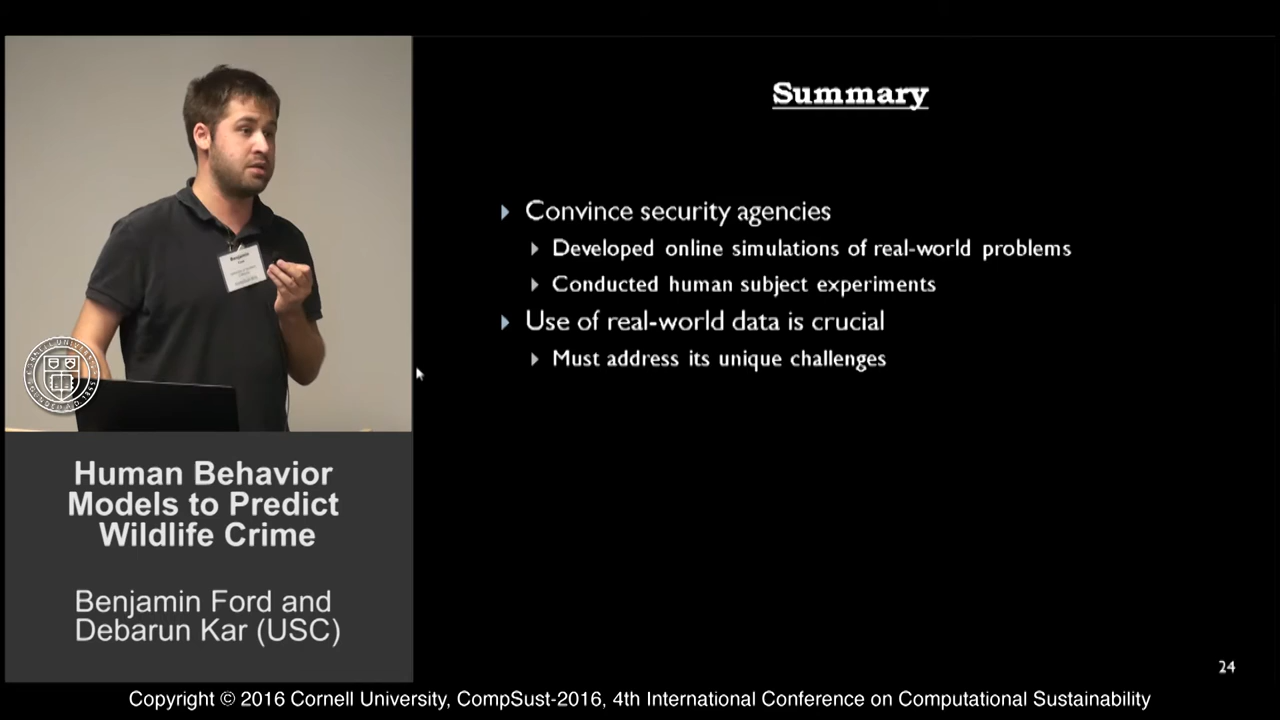 Summary
Convince security agencies
Developed online simulations of real-world problems
Conducted human subject experiments
Use of real-world data is crucial
Must address its unique challenges
Benjamin
Human Behavior
Models to Predict
Wildlife Crime
Benjamin Ford and
Debarun Kar (USC)
24
Copyright © 2016 Cornell University, CompSust-2016, 4th International Conference on Computational Sustainability